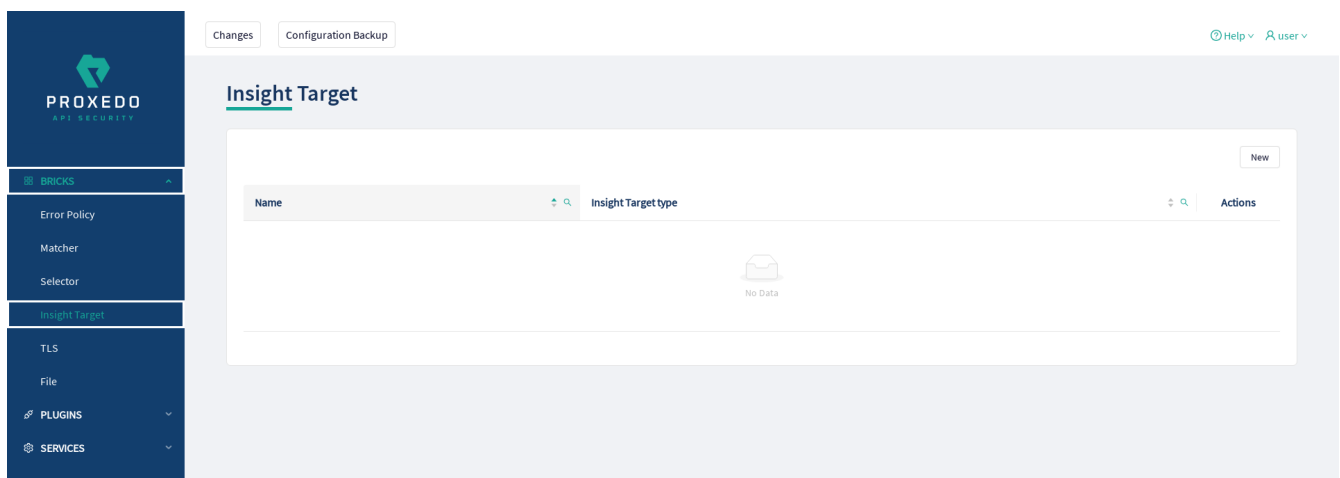 Changes
Configuration Backup
Help
user
PROXEDO
API SECURITY
Insight Target
New
BRICKS
Name
Insight Target type
Actions
Error Policy
Matcher
Selector
Insight Target
TLS
File
PLUGINS
SERVICES
No Data